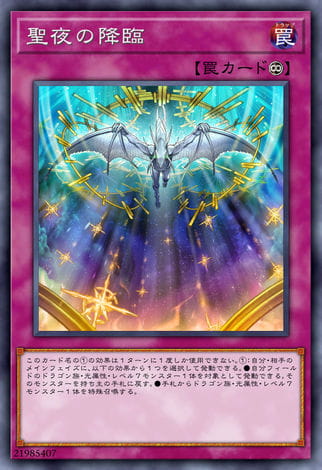 聖夜の降臨
トラップ
罠
【罠カード】
このカード名の①の効果は1ターンに1度しか使用できない。①：自分・相手の
メインフェイズに、以下の効果から1つを選択して発動できる。●自分フィール
ドのドラゴン族・光属性・レベル7モンスター1体を対象として発動できる。そ
のモンスターを持ち主の手札に戻す。●手札からドラゴン族・光属性・レベル7
モンスター1体を特殊召喚する。
21985407